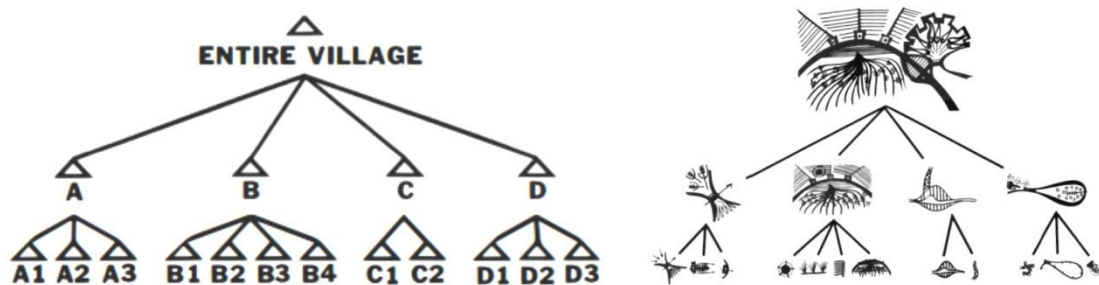 ENTIRE VILLAGE
A B C D
A1 A2 A3 B1 B2 B3 B4 C1 C2 D1 D2 D3